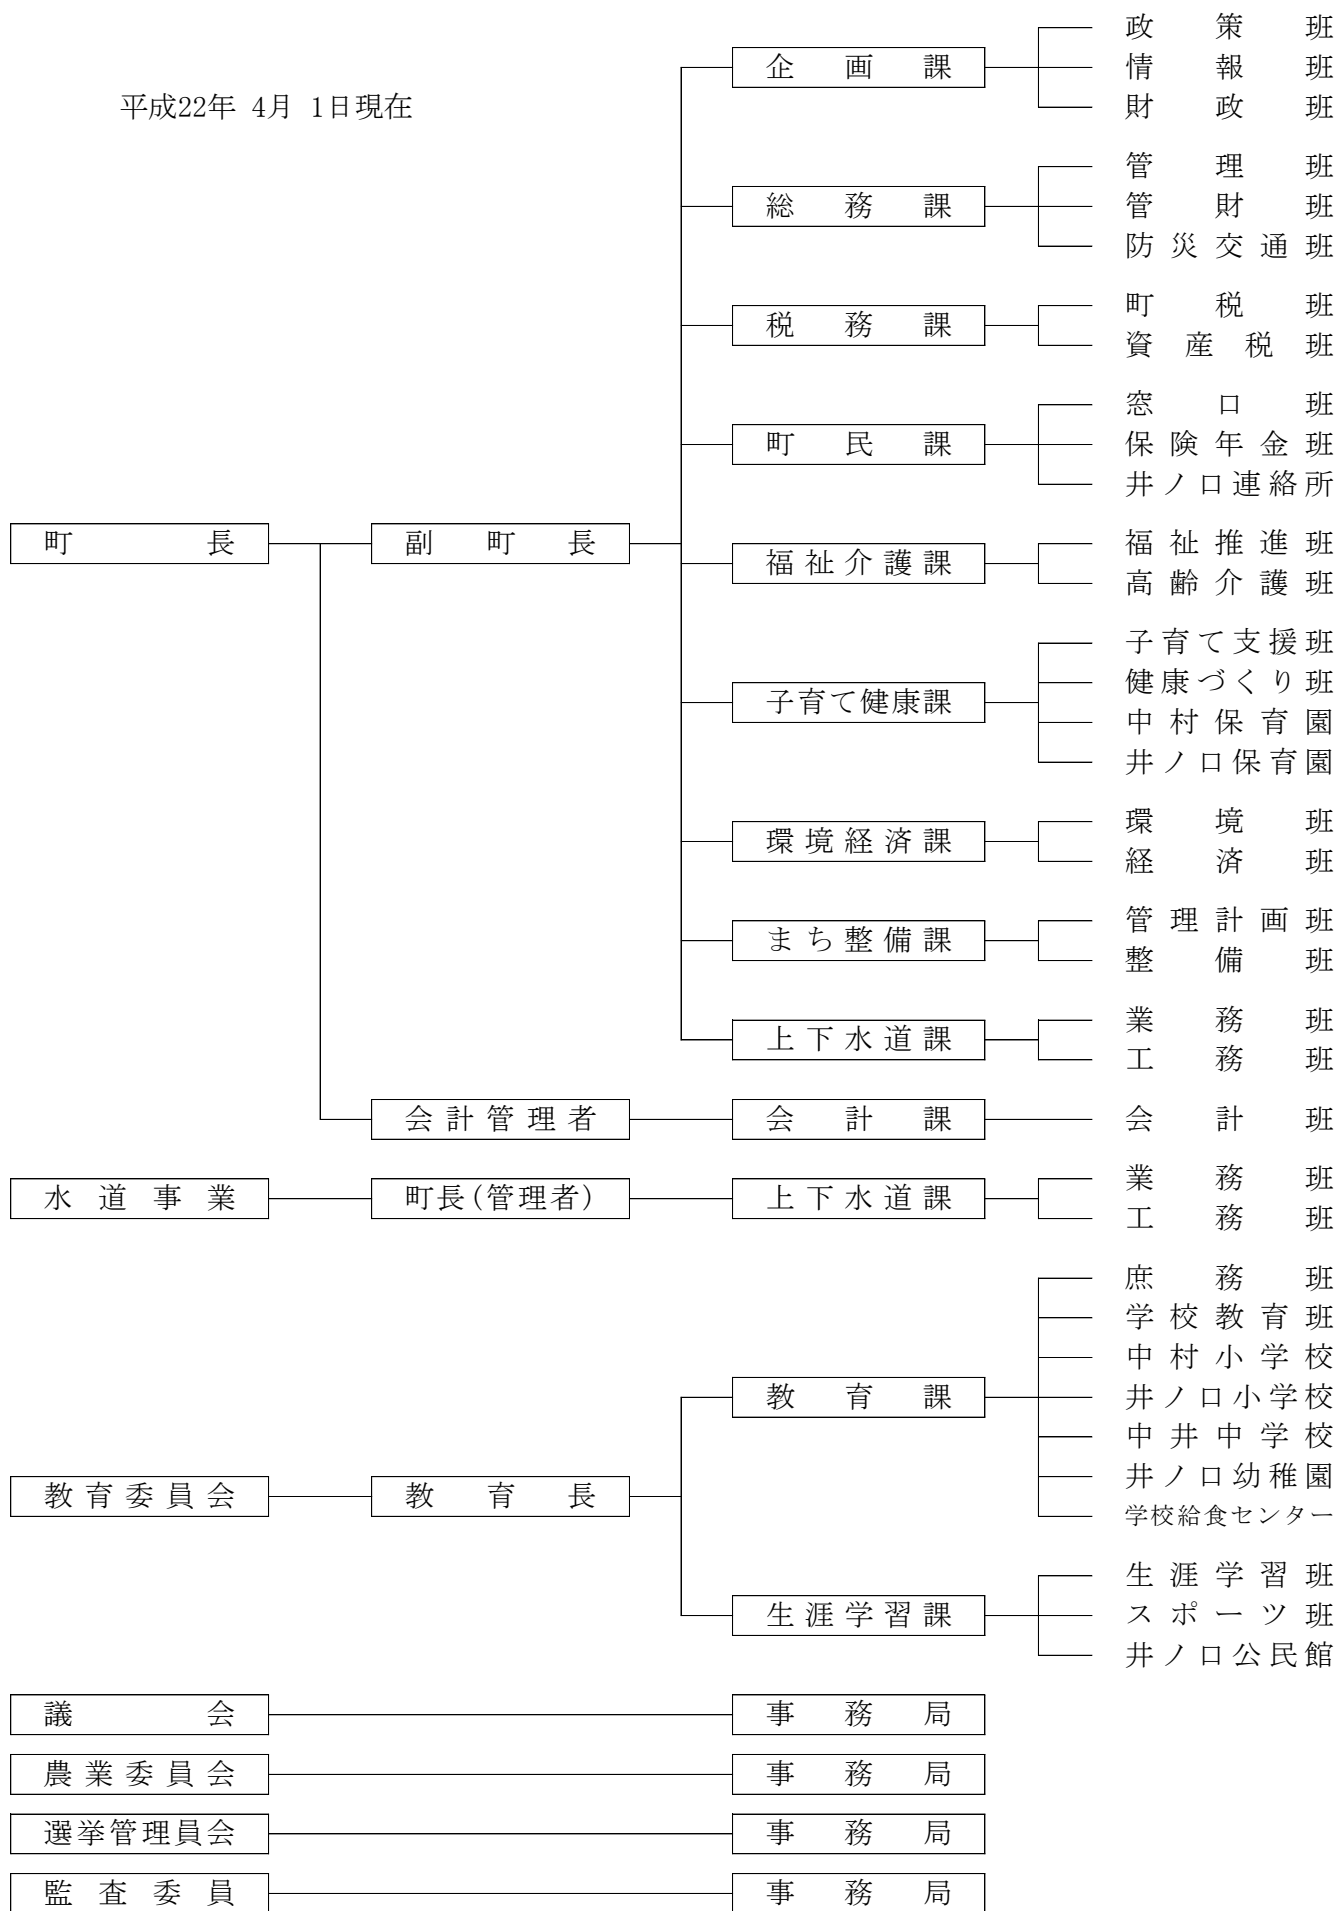 平成22年 4月 1日現在
企画課
政策班
情報班
財政班
総務課
管理班
管財班
防災交通班
税務課
町税班
資産税班
町民課
窓口班
保険年金班
井ノ口連絡所
町長
副町長
福祉介護課
福祉推進班
高齢介護班
子育て健康課
子育て支援班
健康づくり班
中村保育園
井ノ口保育園
環境経済課
環境班
経済班
まち整備課
管理計画班
整備班
上下水道課
業務班
工務班
会計管理者
会計課
会計班
水道事業
町長(管理者)
上下水道課
業務班
工務班
教育委員会
教育長
教育課
庶務班
学校教育班
中村小学校
井ノ口小学校
中井中学校
井ノ口幼稚園
学校給食センター
生涯学習課
生涯学習班
スポーツ班
井ノ口公民館
議会
事務局
農業委員会
事務局
選挙管理員会
事務局
監査委員
事務局